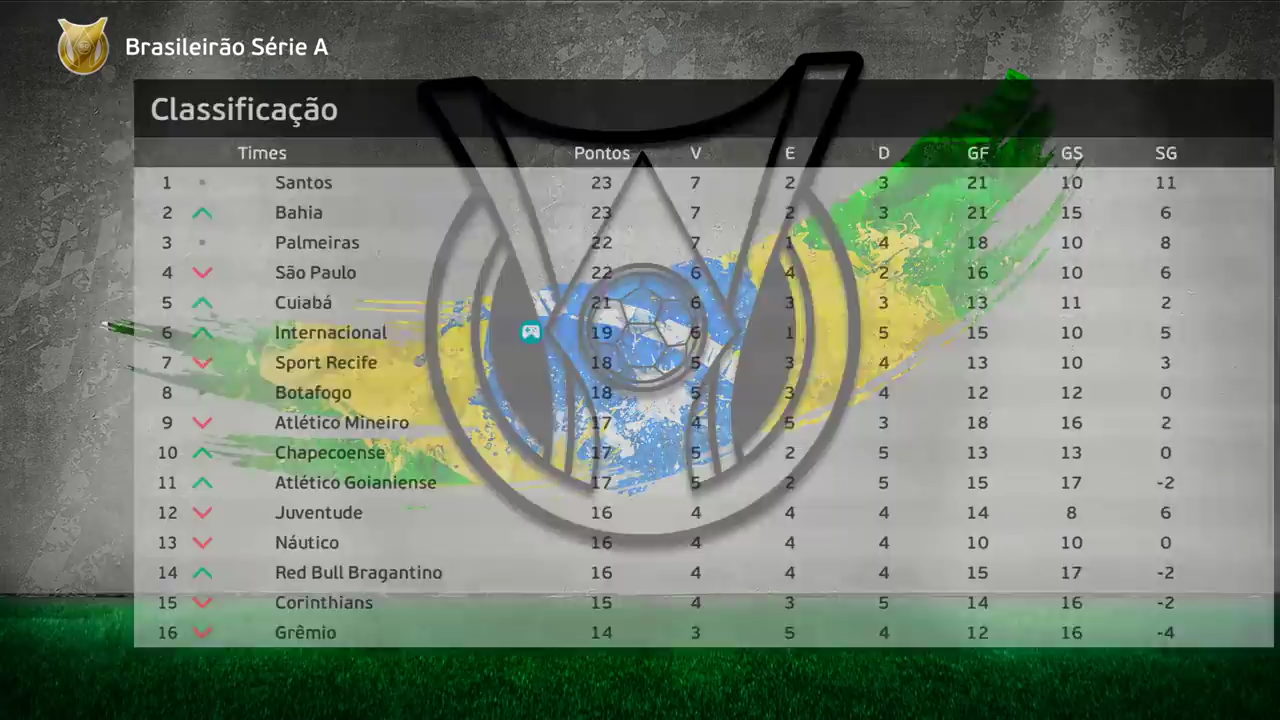 Brasileirão Série A
Classificação
Times Pontos V E D GF GS SG
1 Santos 23 7 2 3 21 10 11
2 Bahia 23 7 2 3 21 15 6
3 Palmeiras 22 7 1 4 18 10 8
4 São Paulo 22 6 4 2 16 10 6
5 Cuiabá 21 6 3 3 13 11 2
6 Internacional 19 6 1 5 15 10 5
7 Sport Recife 18 5 3 4 13 10 3
8 Botafogo 18 5 3 4 12 12 0
9 Atlético Mineiro 17 4 5 3 18 16 2
10 Chapecoense 17 5 2 5 13 13 0
11 Atlético Goianiense 17 5 2 5 15 17 -2
12 Juventude 16 4 4 4 14 8 6
13 Náutico 16 4 4 4 10 10 0
14 Red Bull Bragantino 16 4 4 4 15 17 -2
15 Corinthians 15 4 3 5 14 16 -2
16 Grêmio 14 3 5 4 12 16 -4